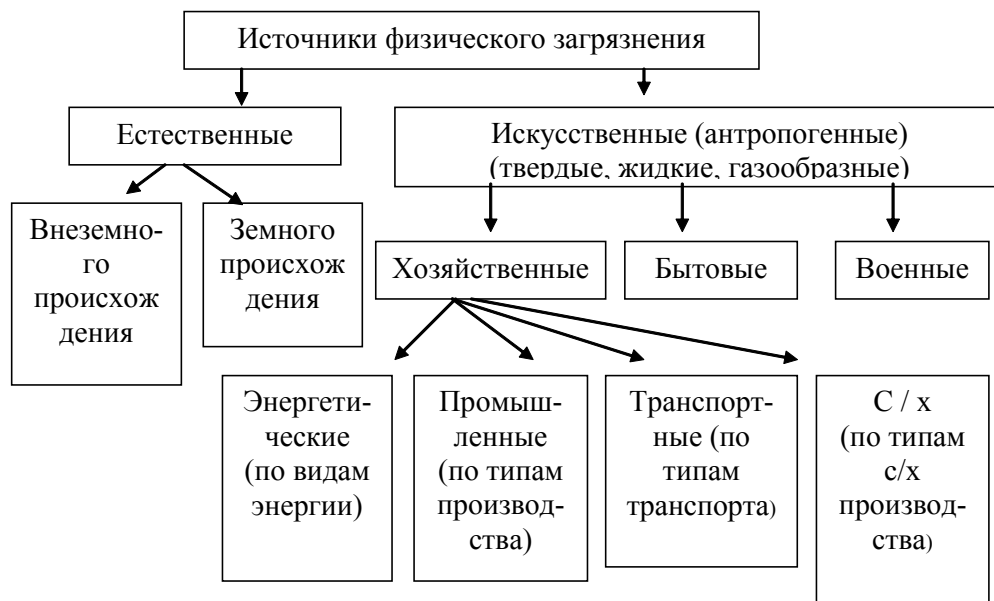 Источники физического загрязнения
Естественные
Искусственные (антропогенные)
(твердые, жидкие, газообразные)
Внеземно-
го
происхож
дения
Земного
происхож
дения
Хозяйственные
Бытовые
Военные
Энергети-
ческие
(по видам
энергии)
Промыш-
ленные
(по типам
производ-
ства)
Транспорт-
ные (по
типам
транспорта)
С / х
(по типам
с/х
производ-
ства)